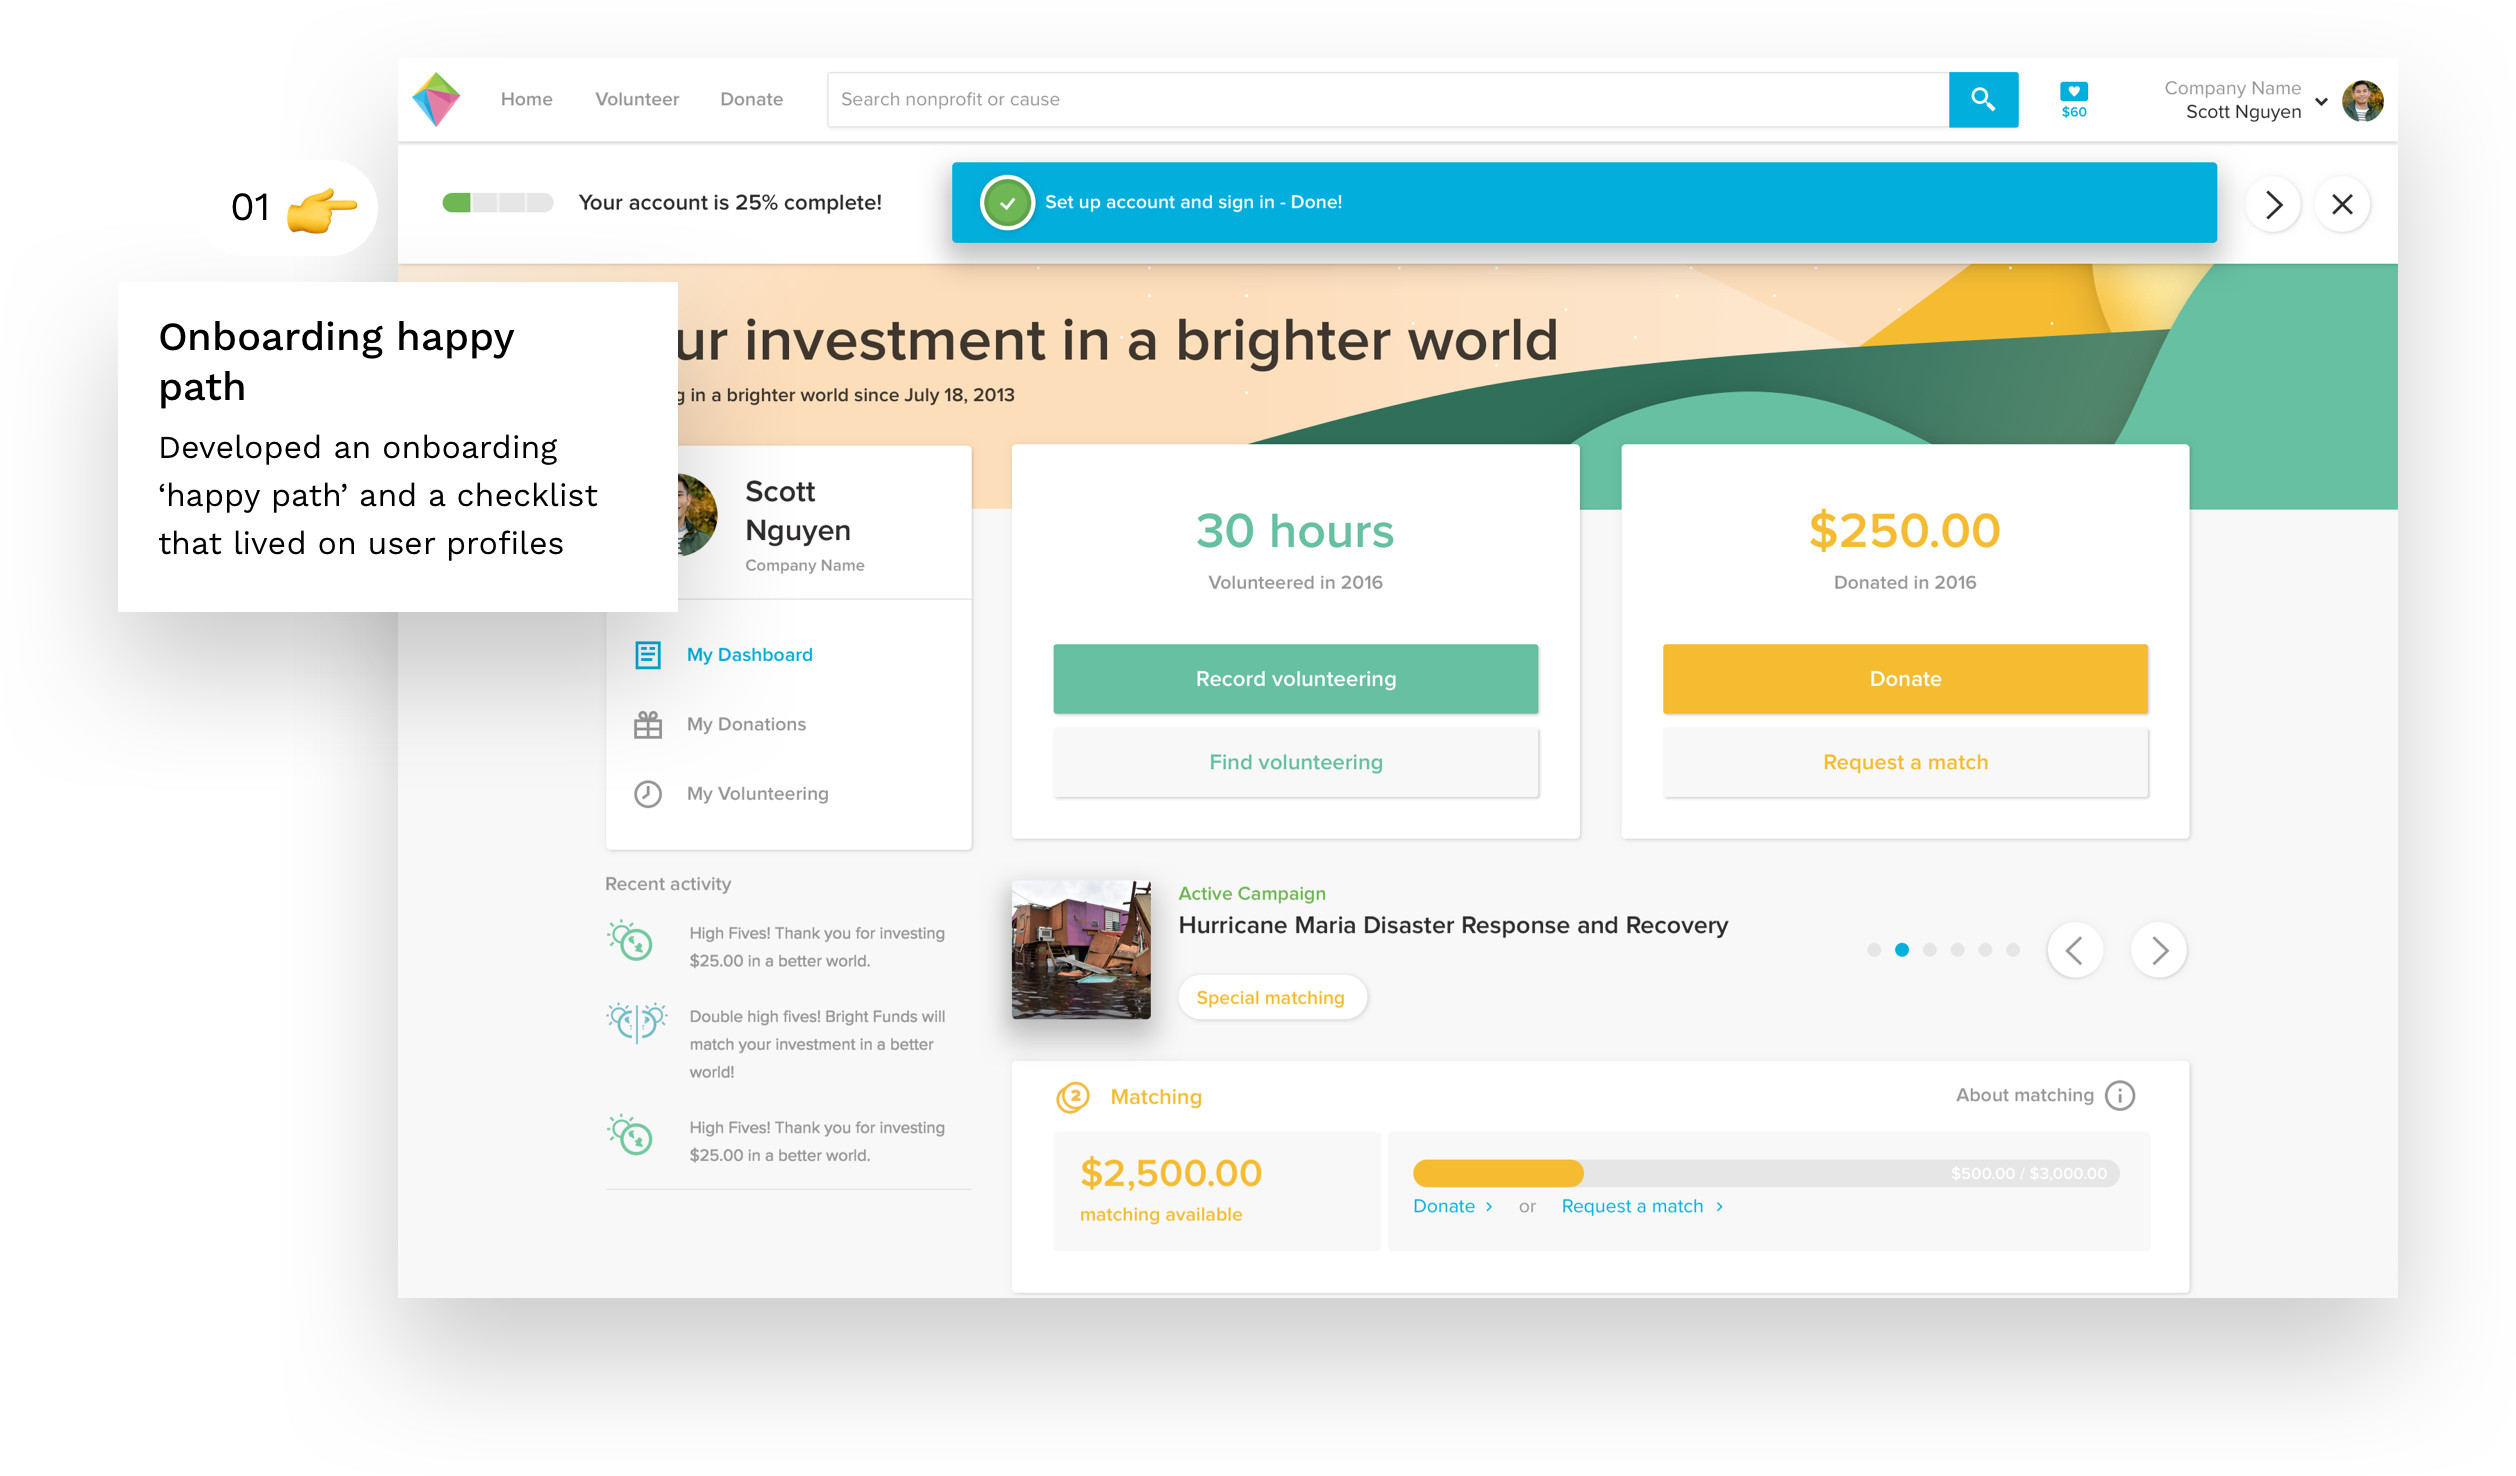 Home
Volunteer
Donate
Search nonprofit or cause
$60
Company Name
Scott Nguyen
01
Your account is 25% complete!
Set up account and sign in - Done!
Onboarding happy
path
Developed an onboarding
‘happy path’ and a checklist
that lived on user profiles
ur investment in a brighter world
g in a brighter world since July 18, 2013
Scott
Nguyen
Company Name
My Dashboard
My Donations
My Volunteering
30 hours
Volunteered in 2016
Record volunteering
Find volunteering
$250.00
Donated in 2016
Donate
Request a match
Recent activity
High Fives! Thank you for investing
$25.00 in a better world.
Double high fives! Bright Funds will
match your investment in a better
world!
High Fives! Thank you for investing
$25.00 in a better world.
Active Campaign
Hurricane Maria Disaster Response and Recovery
Special matching
2
Matching
About matching
$2,500.00
matching available
$500.00 / $3,000.00
Donate
or
Request a match